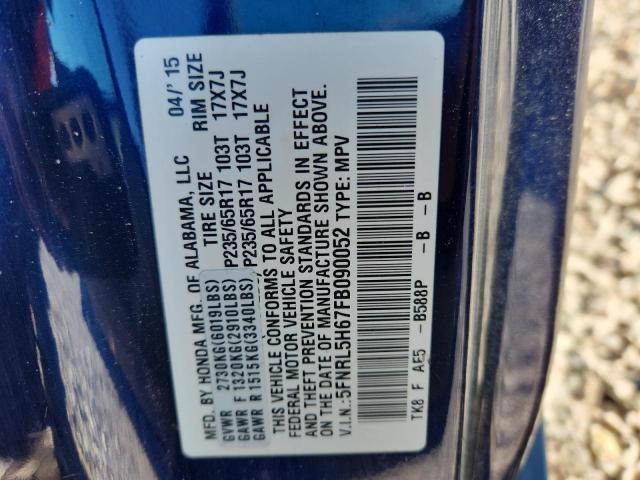 MFD. BY HONDA MFG. OF ALABAMA, LLC 04/'15
TIRE SIZE RIM SIZE
GVWR 2730KG(6019LBS)
GAWR F 1320KG(2910LBS) P235/65R17 103T 17X7J
GAWR R 1515KG(3340LBS) P235/65R17 103T 17X7J
THIS VEHICLE CONFORMS TO ALL APPLICABLE
FEDERAL MOTOR VEHICLE SAFETY
AND THEFT PREVENTION STANDARDS IN EFFECT
ON THE DATE OF MANUFACTURE SHOWN ABOVE.
V.I.N.:5FNRL5H67FB090052 TYPE: MPV
TK8 F AE5 -B588P -B -B